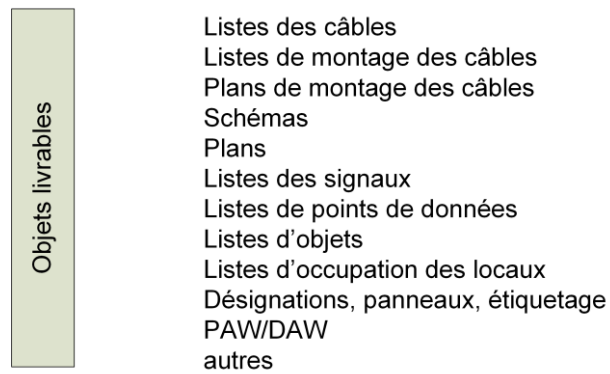 Objets livrables
Listes des câbles
Listes de montage des câbles
Plans de montage des câbles
Schémas
Plans
Listes des signaux
Listes de points de données
Listes d’objets
Listes d’occupation des locaux
Désignations, panneaux, étiquetage
PAW/DAW
autres